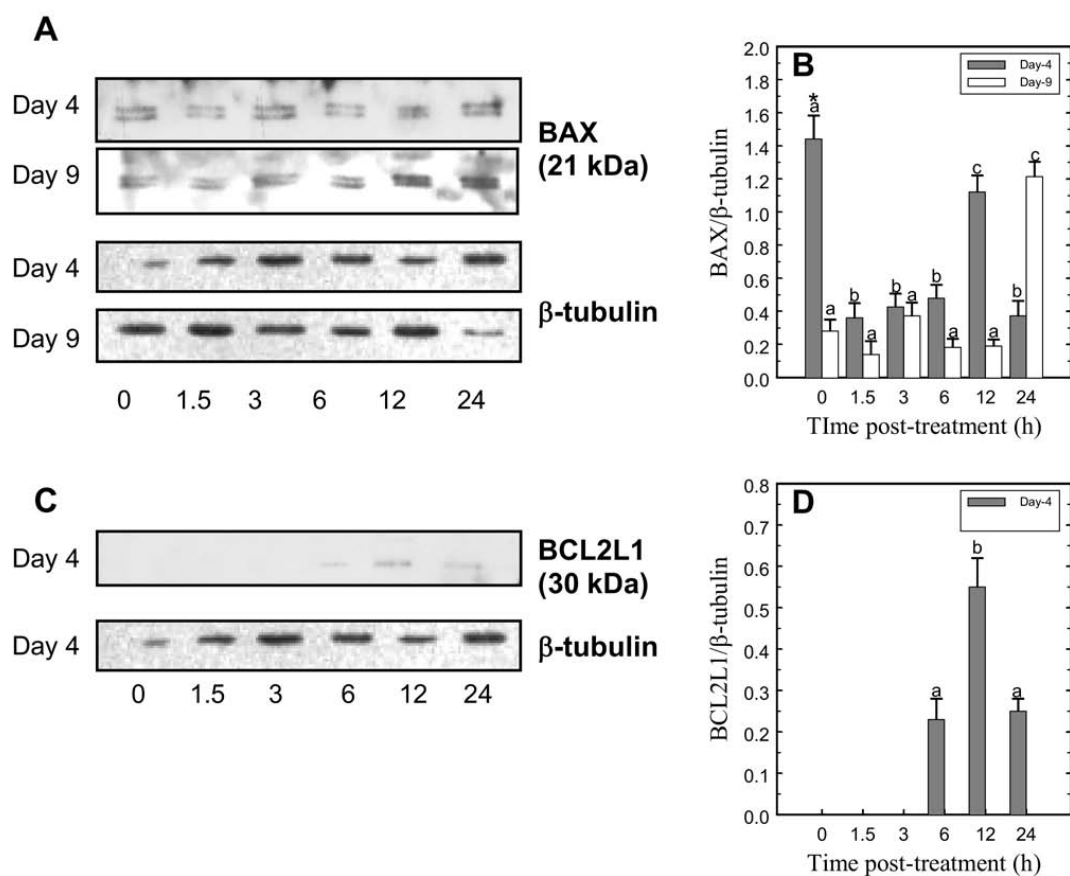 A
Day 4
Day 9
BAX
(21 kDa)
Day 4
Day 9
β-tubulin
0 1.5 3 6 12 24
B
Day-4
Day-9
BAX/β-tubulin
2.0
1.8
1.6
1.4
1.2
1.0
0.8
0.6
0.4
0.2
0.0
*
a
a
b
a
b
a
b
a
c
a
b
c
0 1.5 3 6 12 24
TIme post-treatment (h)
C
Day 4
BCL2L1
(30 kDa)
Day 4
β-tubulin
0 1.5 3 6 12 24
D
Day-4
BCL2L1/β-tubulin
0.8
0.7
0.6
0.5
0.4
0.3
0.2
0.1
0.0
a
b
a
0 1.5 3 6 12 24
Time post-treatment (h)